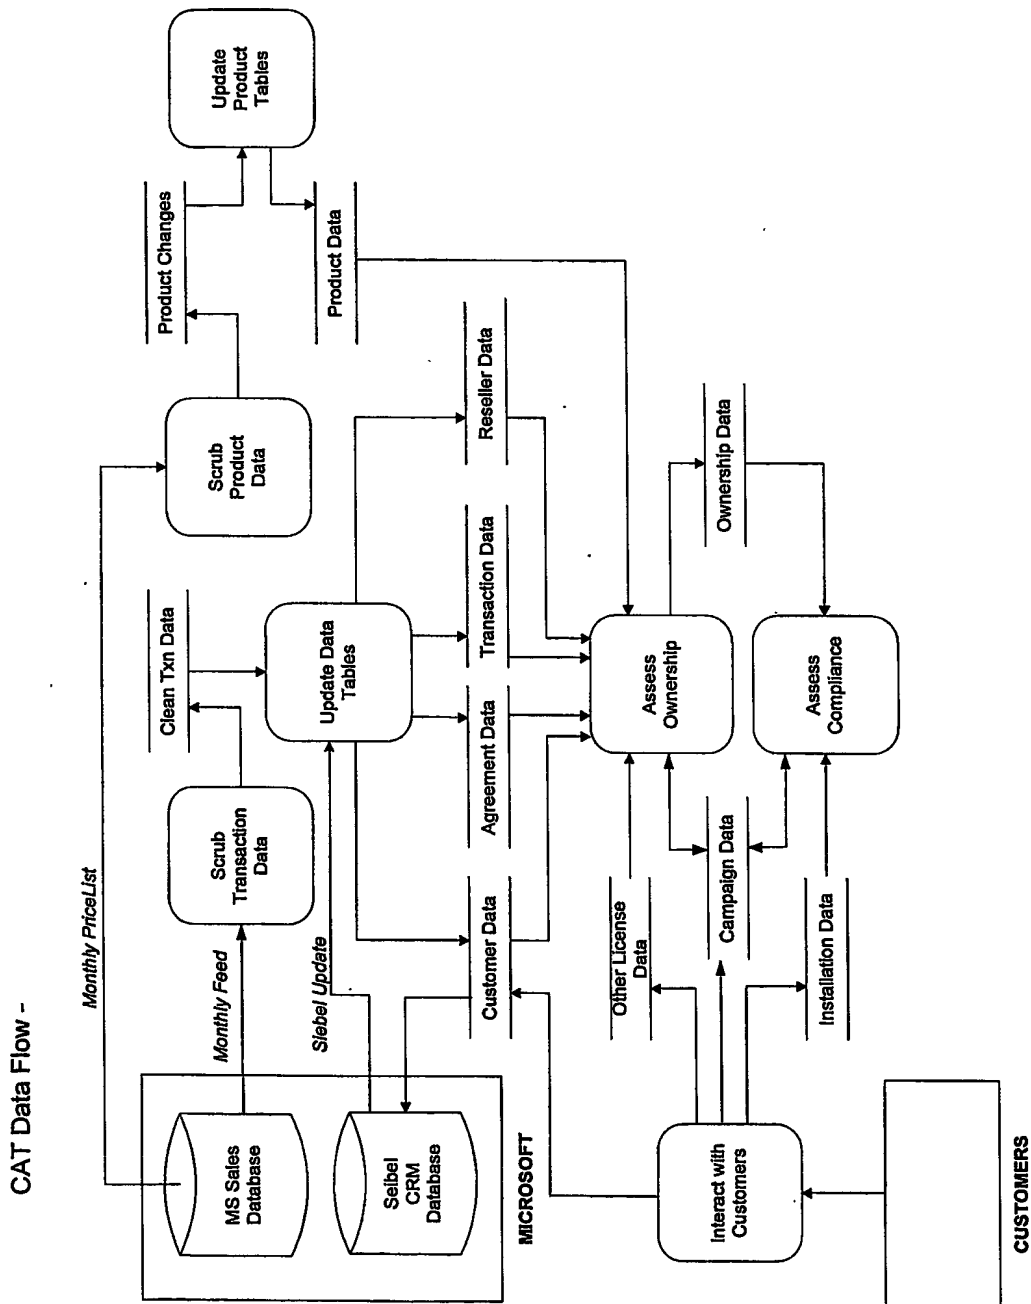 CAT Data Flow -
Monthly PriceList
MS Sales
Database
Monthly Feed
Scrub
Transaction
Data
Clean Txn Data
Scrub
Product
Data
Product Changes
Update
Product
Tables
Seibel
CRM
Database
Siebel Update
Update Data
Tables
Product Data
MICROSOFT
Customer Data
Agreement Data
Transaction Data
Reseller Data
Other License
Data
Assess
Ownership
Interact with
Customers
Campaign Data
Ownership Data
Installation Data
Assess
Compliance
CUSTOMERS